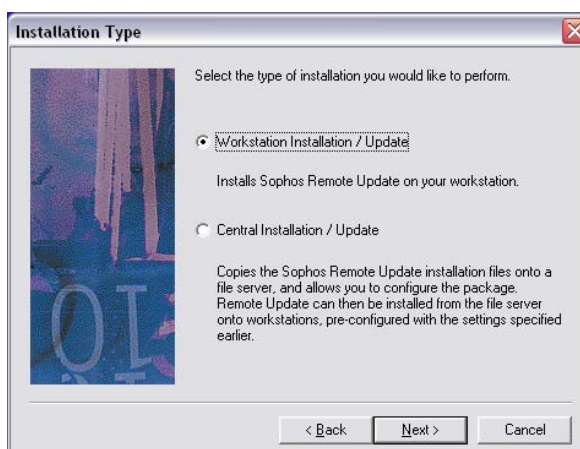 Installation Type
Select the type of installation you would like to perform.
Workstation Installation / Update
Installs Sophos Remote Update on your workstation.
Central Installation / Update
Copies the Sophos Remote Update installation files onto a
file server, and allows you to configure the package.
Remote Update can then be installed from the file server
onto workstations, pre-configured with the settings specified
earlier.
< Back
Next >
Cancel